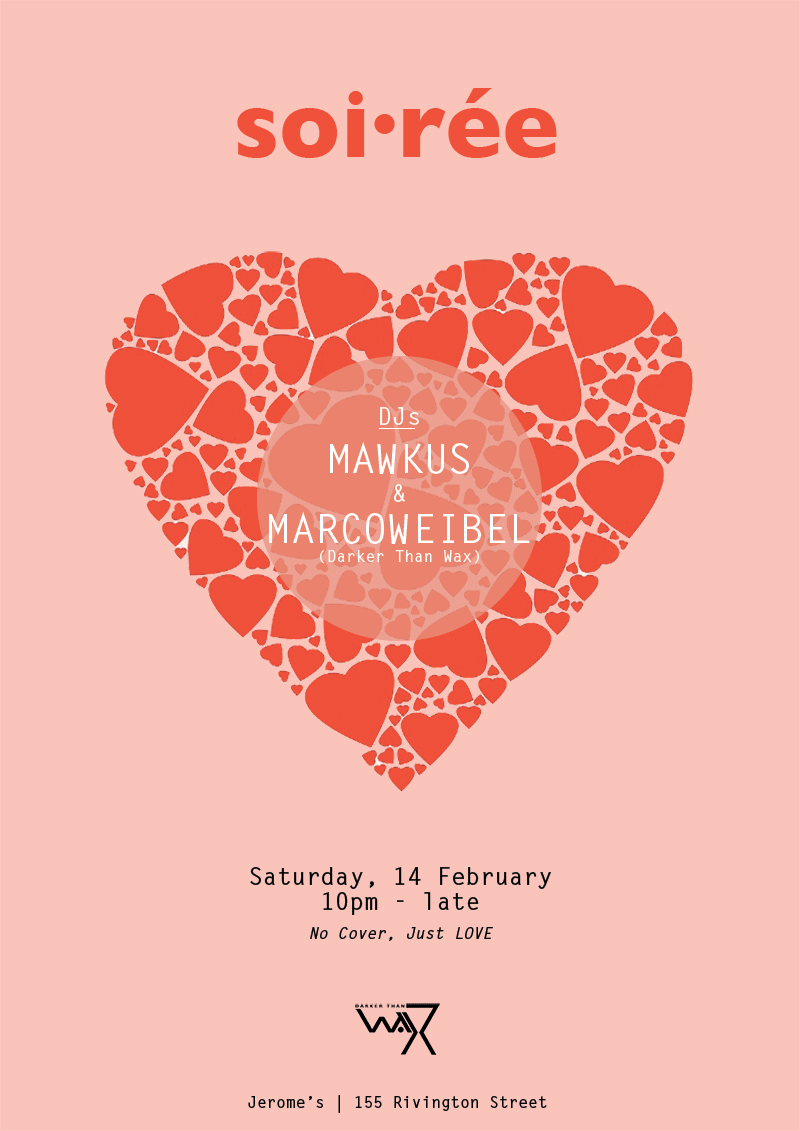 soi·rée
DJs
MAWKUS
&
MARCOWEIBEL
(Darker Than Wax)
Saturday, 14 February
10pm - late
No Cover, Just LOVE
DARKER THAN
WAX
Jerome's | 155 Rivington Street